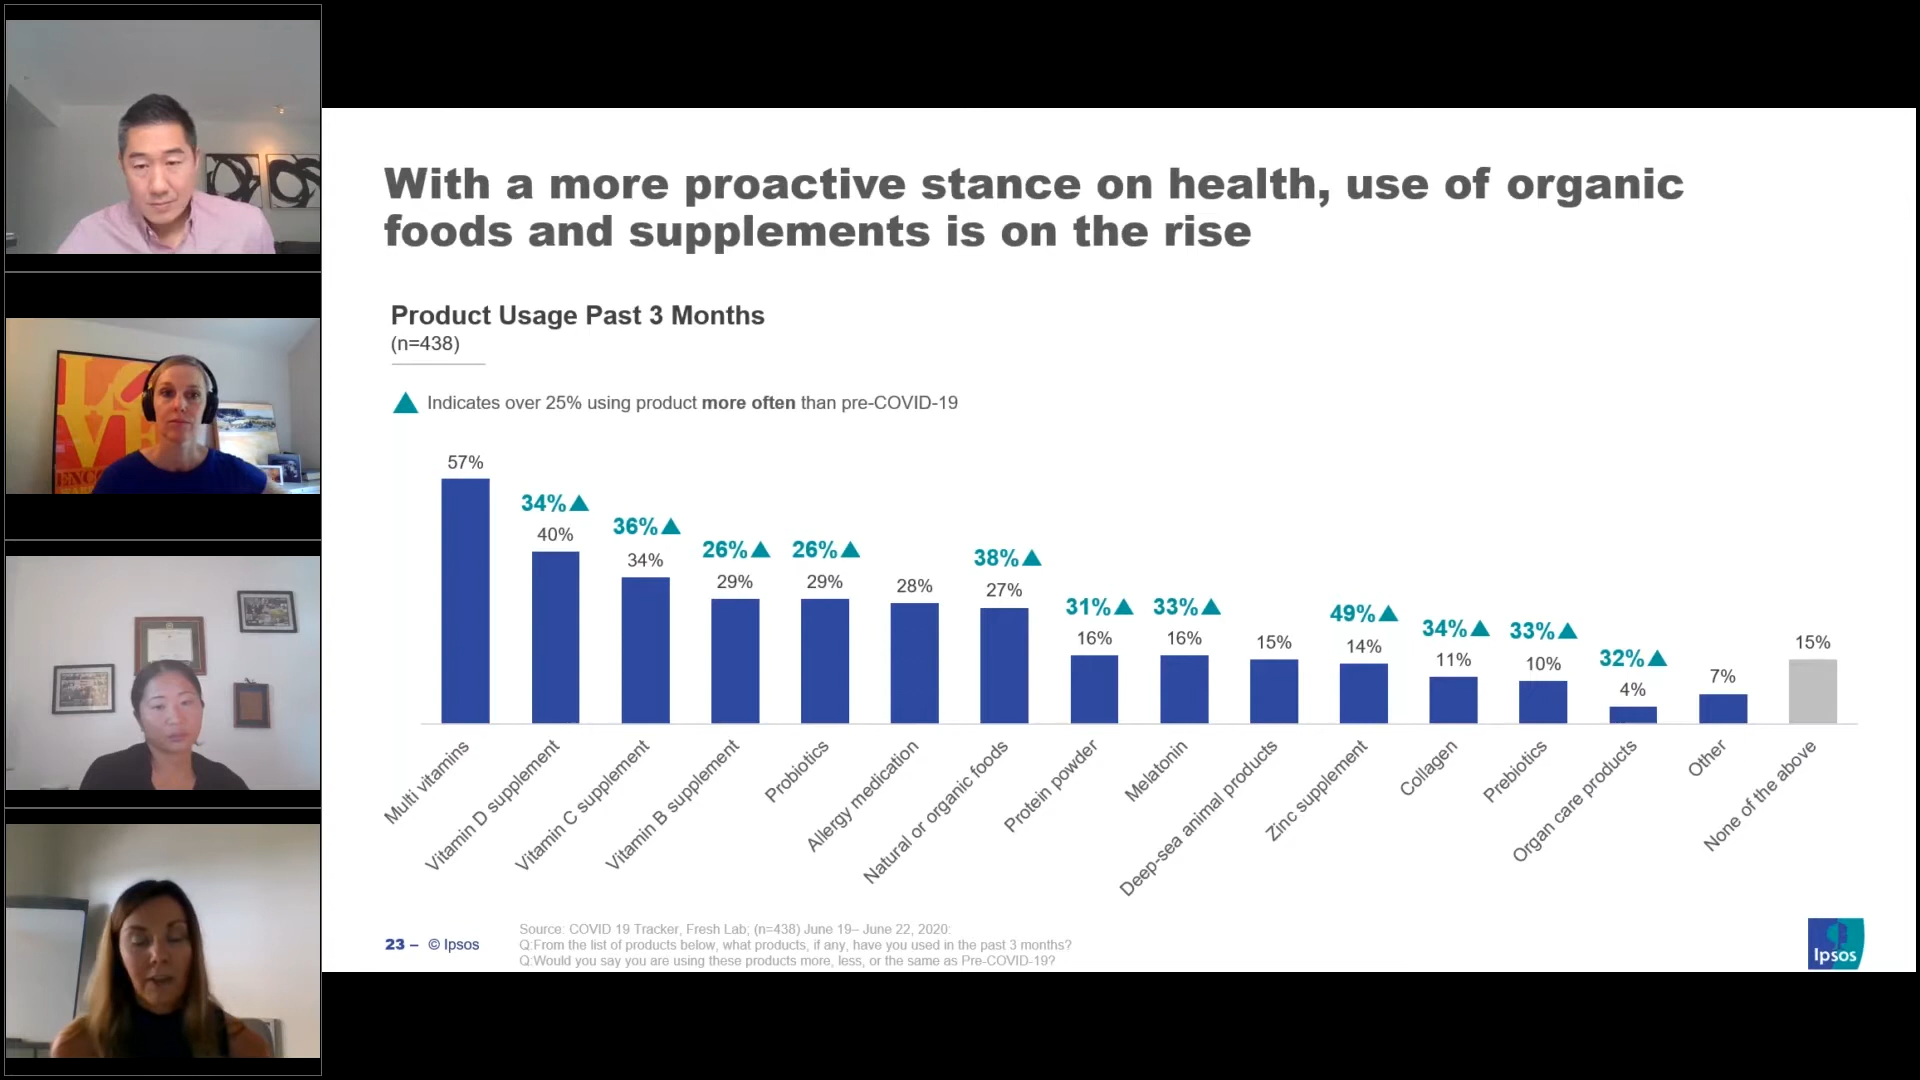 With a more proactive stance on health, use of organic
foods and supplements is on the rise
Product Usage Past 3 Months
(n=438)
Indicates over 25% using product more often than pre-COVID-19
57%
34%
40%
36%
34%
26%
29%
26%
29%
28%
38%
27%
31%
16%
33%
16%
15%
49%
14%
34%
11%
33%
10%
32%
4%
7%
15%
Multi vitamins
Vitamin D supplement
Vitamin C supplement
Vitamin B supplement
Probiotics
Allergy medication
Natural or organic foods
Protein powder
Melatonin
Deep-sea animal products
Zinc supplement
Collagen
Prebiotics
Organ care products
Other
None of the above
23 – © Ipsos
Source: COVID 19 Tracker, Fresh Lab; (n=438) June 19– June 22, 2020:
Q:From the list of products below, what products, if any, have you used in the past 3 months?
Q:Would you say you are using these products more, less, or the same as Pre-COVID-19?
Ipsos
LOVE